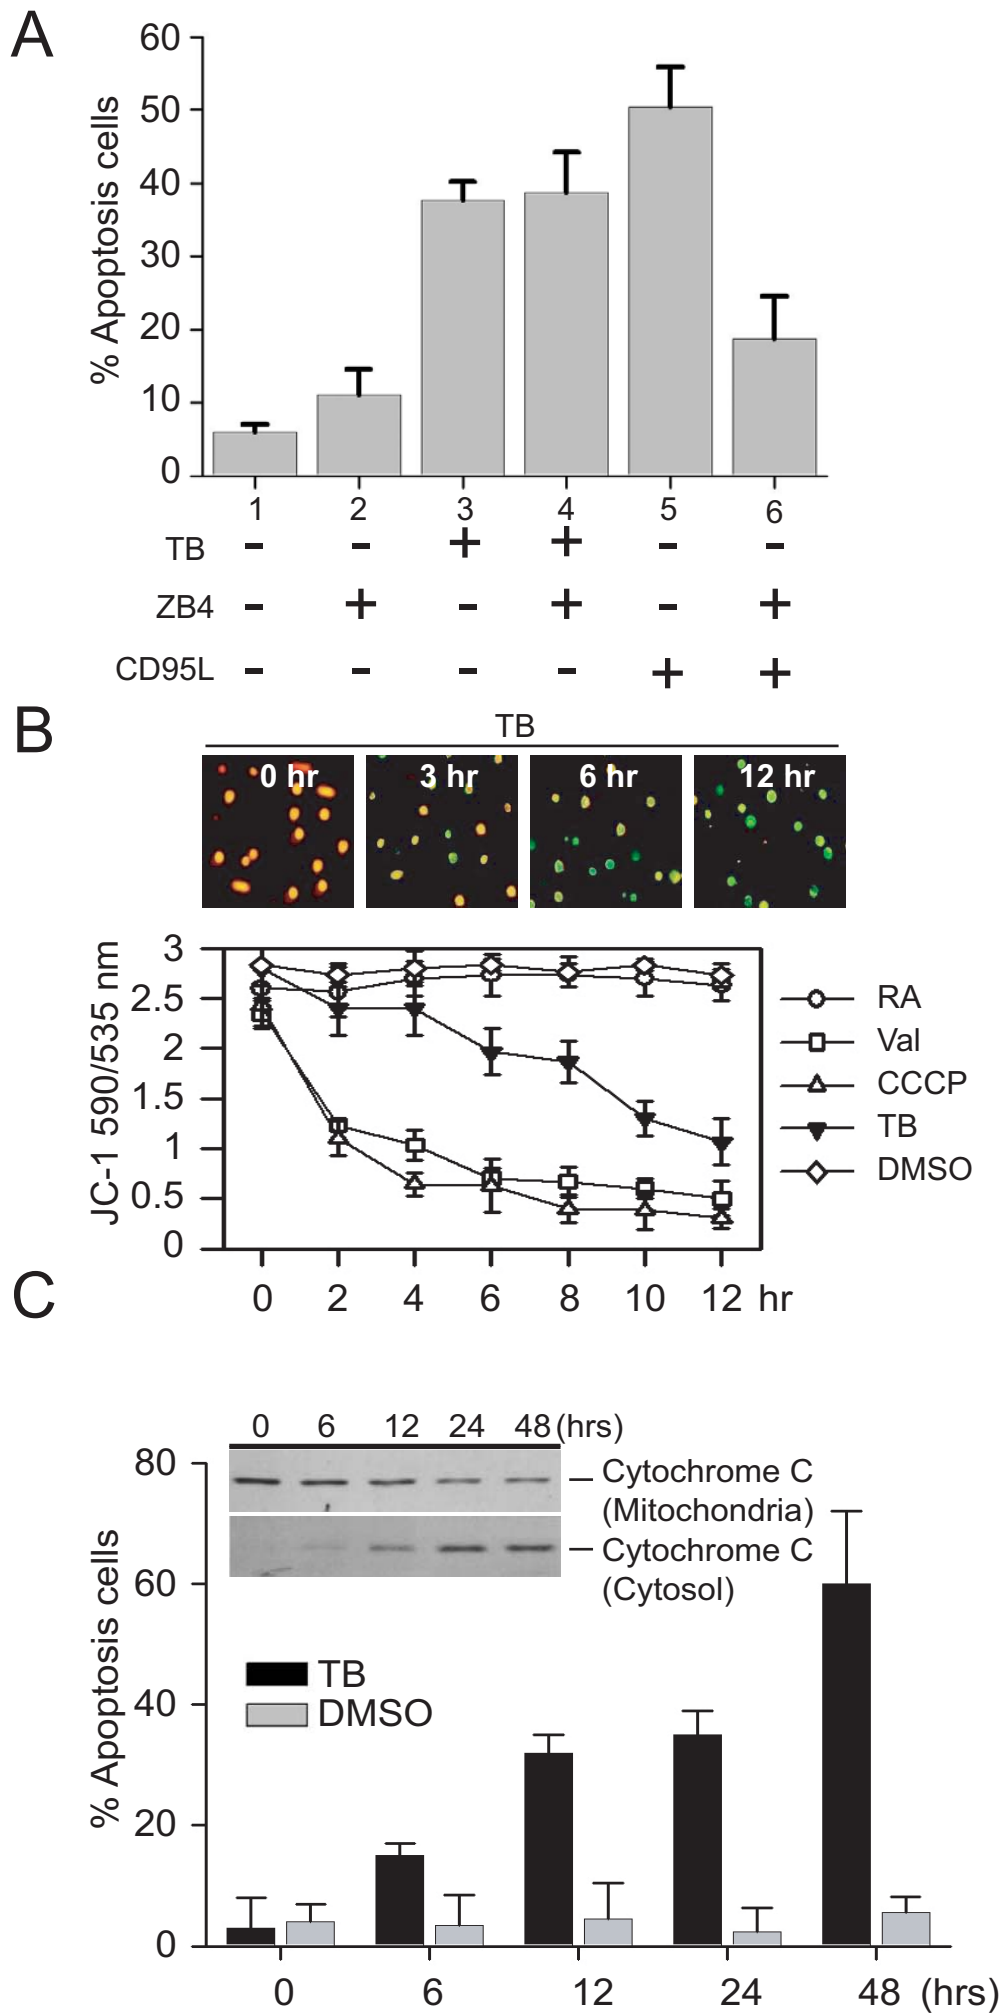 A
60
50
40
30
20
10
0
% Apoptosis cells
1 2 3 4 5 6
TB - - + + - -
ZB4 - + - + - +
CD95L - - - - + +
B
TB
0 hr 3 hr 6 hr 12 hr
JC-1 590/535 nm
3
2.5
2
1.5
1
0.5
0
0 2 4 6 8 10 12 hr
RA
Val
CCCP
TB
DMSO
C
0 6 12 24 48 (hrs)
Cytochrome C
(Mitochondria)
Cytochrome C
(Cytosol)
80
60
40
20
0
% Apoptosis cells
TB
DMSO
0 6 12 24 48 (hrs)